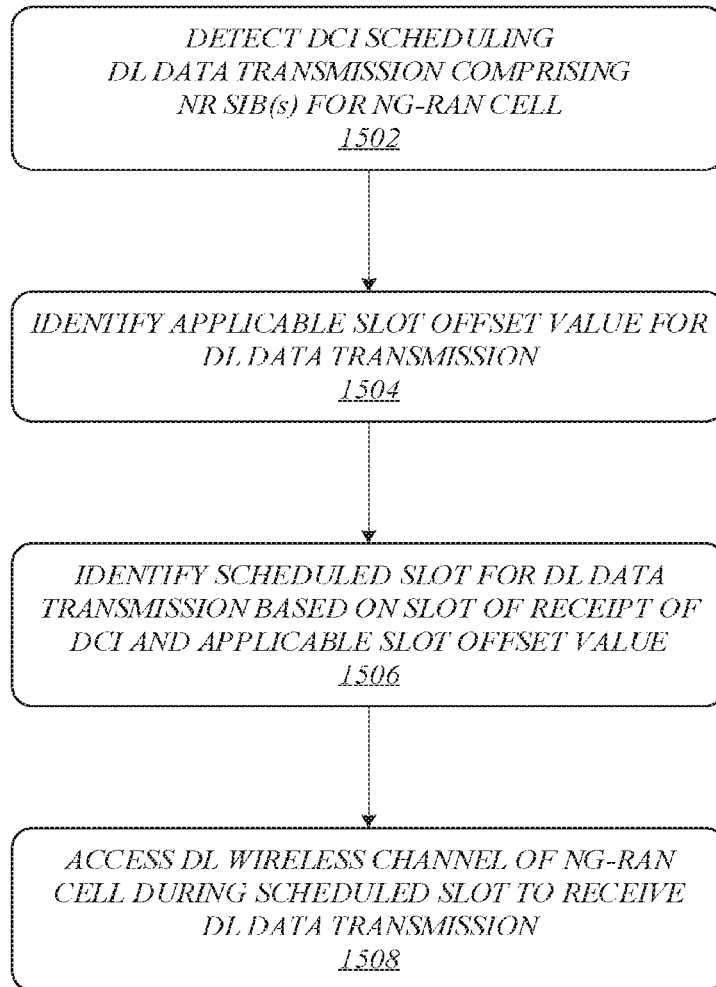 DETECT DCI SCHEDULING
DL DATA TRANSMISSION COMPRISING
NR SIB(s) FOR NG-RAN CELL
1502
IDENTIFY APPLICABLE SLOT OFFSET VALUE FOR
DL DATA TRANSMISSION
1504
IDENTIFY SCHEDULED SLOT FOR DL DATA
TRANSMISSION BASED ON SLOT OF RECEIPT OF
DCI AND APPLICABLE SLOT OFFSET VALUE
1506
ACCESS DL WIRELESS CHANNEL OF NG-RAN
CELL DURING SCHEDULED SLOT TO RECEIVE
DL DATA TRANSMISSION
1508